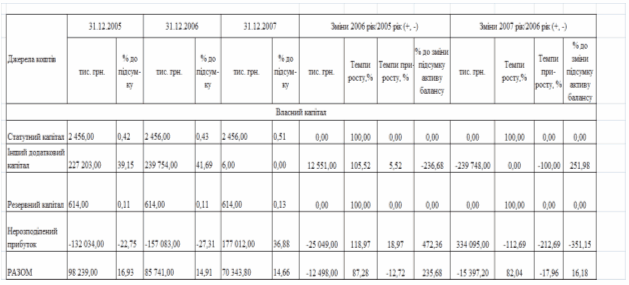 Джерела коштів | 31.12.2005 | 31.12.2006 | 31.12.2007 | Зміни 2006 рік/2005 рік (+, -) | Зміни 2007 рік/2006 рік (+, -)
тис. грн. | % до підсум-ку | тис. грн. | % до підсум-ку | тис. грн. | % до підсум-ку | тис. грн. | Темпи росту,% | Темпи при-росту, % | % до зміни підсумку активу балансу | тис. грн. | Темпи росту,% | Темпи при-росту, % | % до зміни підсумку активу балансу
Власний капітал
Статутний капітал | 2 456,00 | 0,42 | 2 456,00 | 0,43 | 2 456,00 | 0,51 | 0,00 | 100,00 | 0,00 | 0,00 | 0,00 | 100,00 | 0,00 | 0,00
Інший додатковий капітал | 227 203,00 | 39,15 | 239 754,00 | 41,69 | 6,00 | 0,00 | 12 551,00 | 105,52 | 5,52 | -236,68 | -239 748,00 | 0,00 | -100,00 | 251,98
Резервний капітал | 614,00 | 0,11 | 614,00 | 0,11 | 614,00 | 0,13 | 0,00 | 100,00 | 0,00 | 0,00 | 0,00 | 100,00 | 0,00 | 0,00
Нерозподілений прибуток | -132 034,00 | -22,75 | -157 083,00 | -27,31 | 177 012,00 | 36,88 | -25 049,00 | 118,97 | 18,97 | 472,36 | 334 095,00 | -112,69 | -212,69 | -351,15
РАЗОМ | 98 239,00 | 16,93 | 85 741,00 | 14,91 | 70 343,80 | 14,66 | -12 498,00 | 87,28 | -12,72 | 235,68 | -15 397,20 | 82,04 | -17,96 | 16,18